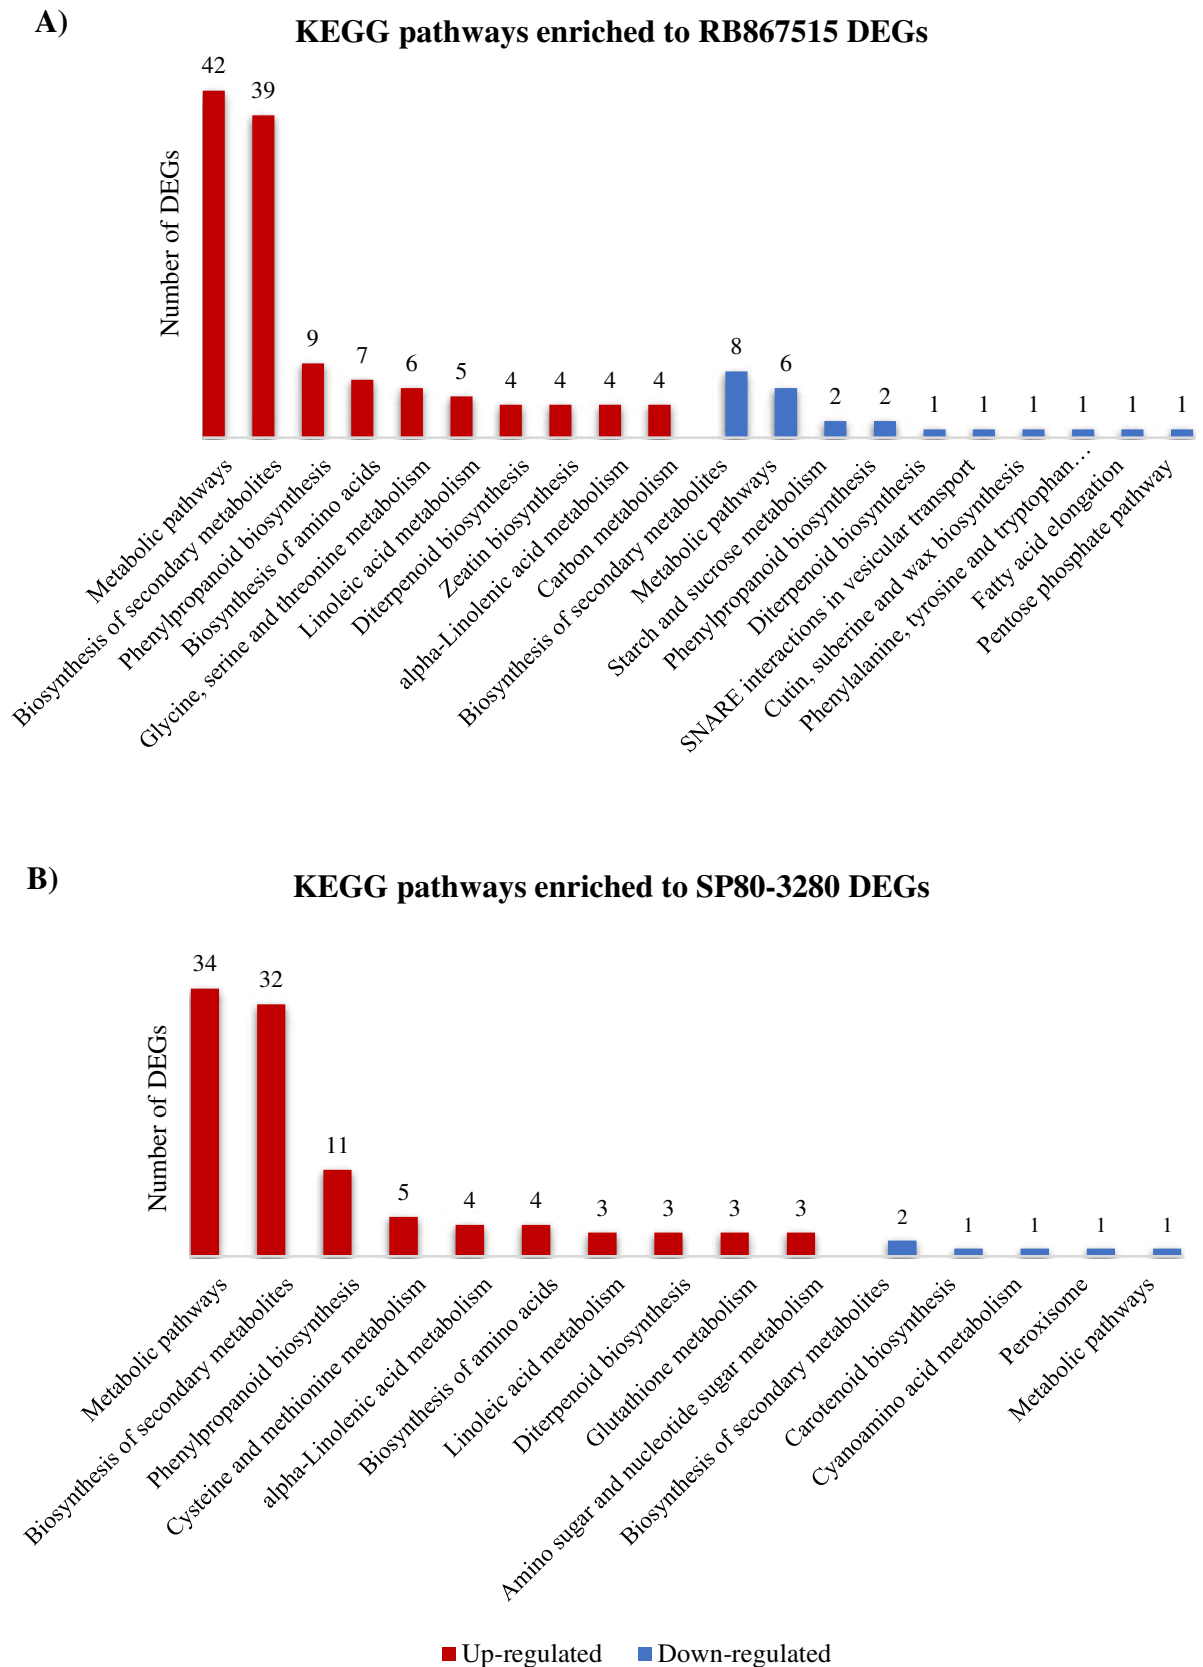 A)
KEGG pathways enriched to RB867515 DEGs
Number of DEGs
42
39
9
7
6
5
4
4
4
4
8
6
2
2
1
1
1
1
1
1
Metabolic pathways
Biosynthesis of secondary metabolites
Phenylpropanoid biosynthesis
Biosynthesis of amino acids
Glycine, serine and threonine metabolism
Linoleic acid metabolism
Diterpenoid biosynthesis
Zeatin biosynthesis
alpha-Linolenic acid metabolism
Carbon metabolism
Biosynthesis of secondary metabolites
Metabolic pathways
Starch and sucrose metabolism
Phenylpropanoid biosynthesis
Diterpenoid biosynthesis
SNARE interactions in vesicular transport
Cutin, suberine and wax biosynthesis
Phenylalanine, tyrosine and tryptophan…
Fatty acid elongation
Pentose phosphate pathway
B)
KEGG pathways enriched to SP80-3280 DEGs
Number of DEGs
34
32
11
5
4
4
3
3
3
3
2
1
1
1
1
Metabolic pathways
Biosynthesis of secondary metabolites
Phenylpropanoid biosynthesis
Cysteine and methionine metabolism
alpha-Linolenic acid metabolism
Biosynthesis of amino acids
Linoleic acid metabolism
Diterpenoid biosynthesis
Glutathione metabolism
Amino sugar and nucleotide sugar metabolism
Biosynthesis of secondary metabolites
Carotenoid biosynthesis
Cyanoamino acid metabolism
Peroxisome
Metabolic pathways
Up-regulated
Down-regulated